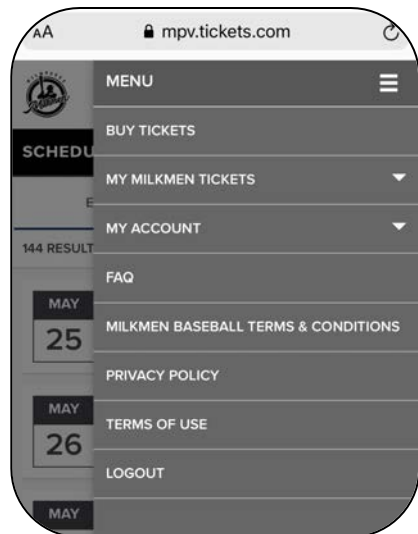 AA
mpv.tickets.com
Milkmen
MENU
BUY TICKETS
SCHEDU
MY MILKMEN TICKETS
E
MY ACCOUNT
144 RESULT
FAQ
MAY
25
MILKMEN BASEBALL TERMS & CONDITIONS
PRIVACY POLICY
MAY
26
TERMS OF USE
LOGOUT
MAY